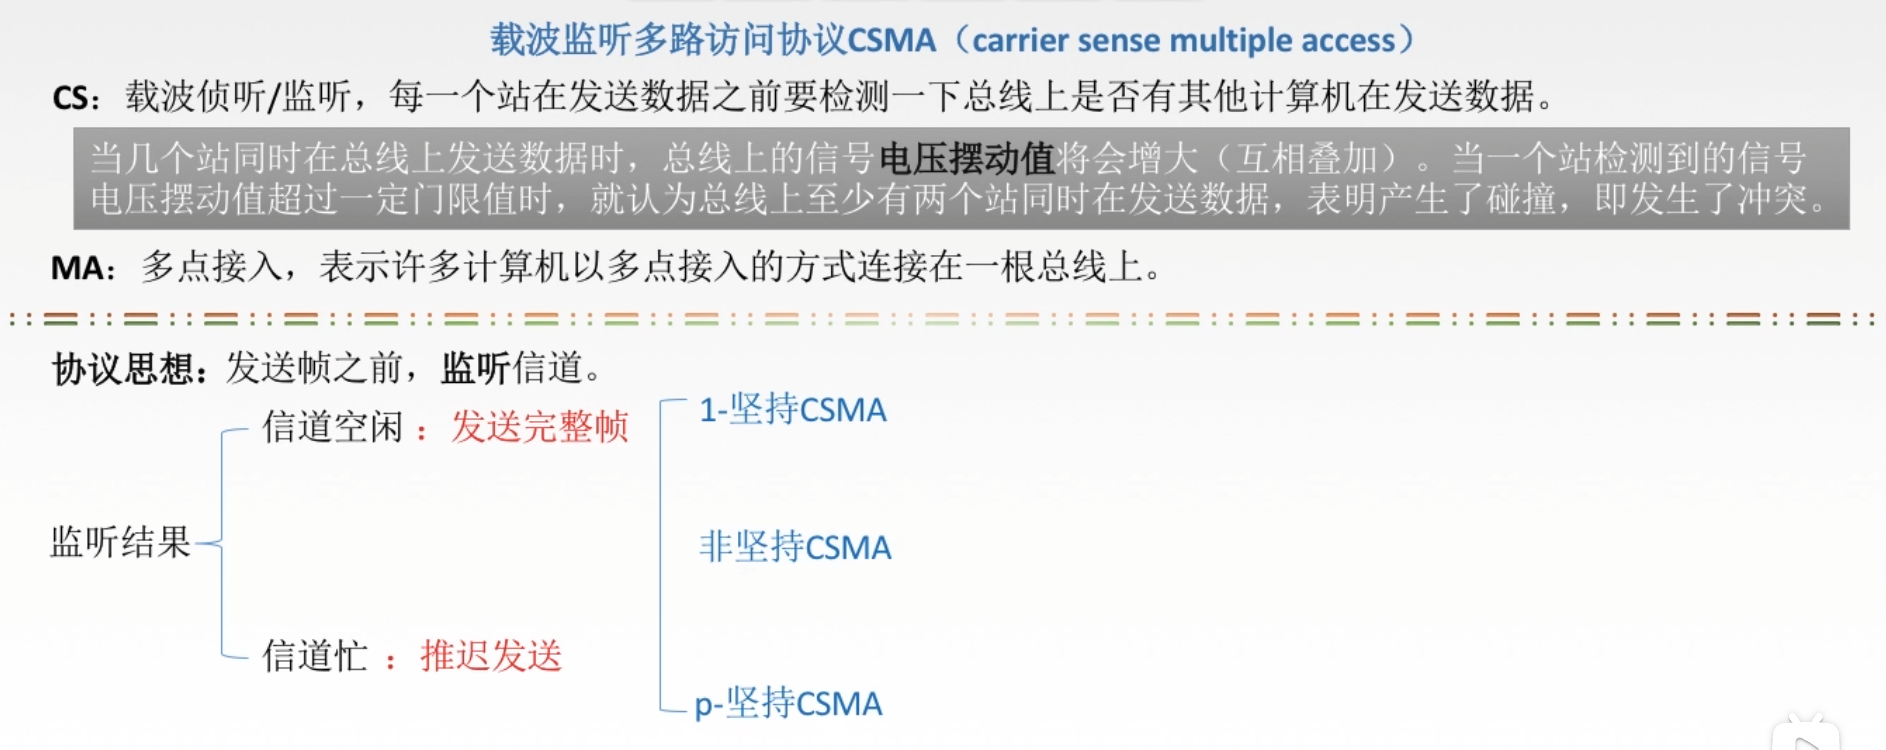 载波监听多路访问协议CSMA（carrier sense multiple access）
CS：载波侦听/监听，每一个站在发送数据之前要检测一下总线上是否有其他计算机在发送数据。
当几个站同时在总线上发送数据时，总线上的信号电压摆动值将会增大（互相叠加）。当一个站检测到的信号
电压摆动值超过一定门限值时，就认为总线上至少有两个站同时在发送数据，表明产生了碰撞，即发生了冲突。
MA：多点接入，表示许多计算机以多点接入的方式连接在一根总线上。
协议思想：发送帧之前，监听信道。
监听结果
信道空闲：发送完整帧
信道忙：推迟发送
1-坚持CSMA
非坚持CSMA
p-坚持CSMA